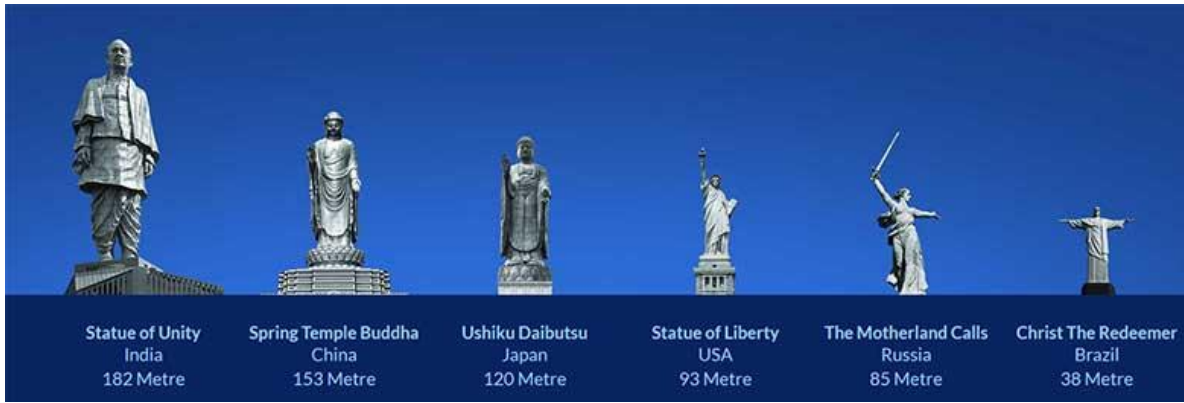 Statue of Unity
India
182 Metre
Spring Temple Buddha
China
153 Metre
Ushiku Daibutsu
Japan
120 Metre
Statue of Liberty
USA
93 Metre
The Motherland Calls
Russia
85 Metre
Christ The Redeemer
Brazil
38 Metre